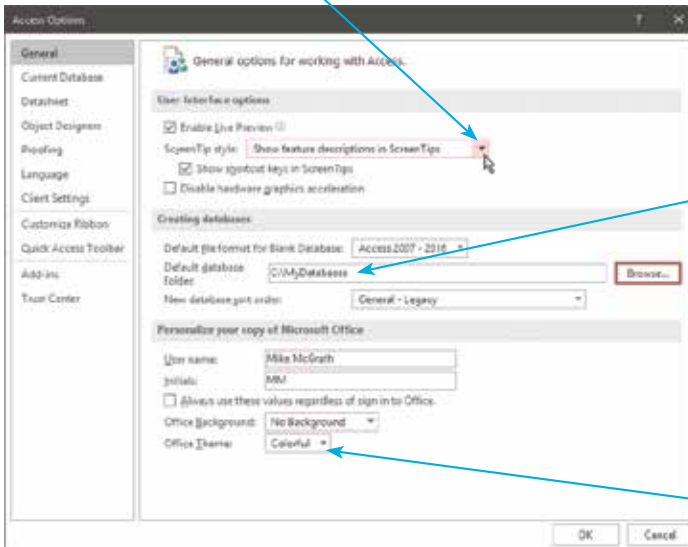 Access Options
? ×
General
Current Database
Datasheet
Object Designers
Proofing
Language
Client Settings
Customize Ribbon
Quick Access Toolbar
Add-ins
Trust Center
General options for working with Access.
User Interface options
Enable Live Preview
ScreenTip style: Show feature descriptions in ScreenTips
Show shortcut keys in ScreenTips
Disable hardware graphics acceleration
Creating databases
Default file format for Blank Database: Access 2007 - 2016
Default database folder: C:\MyDatabases Browse...
New database sort order: General - Legacy
Personalize your copy of Microsoft Office
User name: Mike McGrath
Initials: MM
Always use these values regardless of sign in to Office.
Office Background: No Background
Office Theme: Colorful
OK Cancel